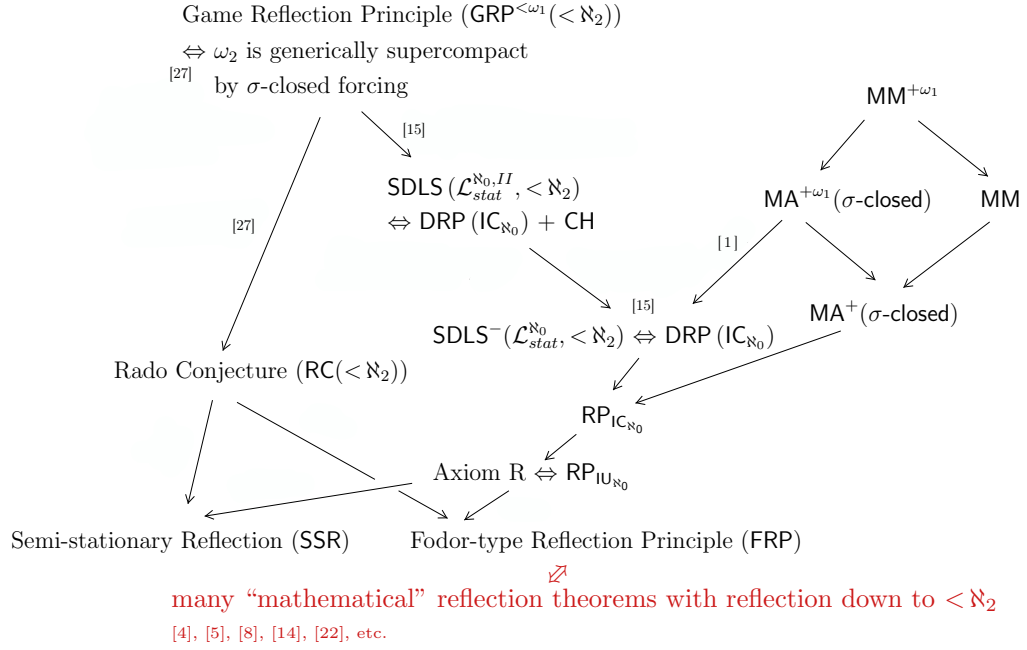 Game Reflection Principle (GRP^{<ω₁}(< ℵ₂))
⇔ ω₂ is generically supercompact
[27]
by σ-closed forcing
MM^{+ω₁}
[15]
SDLS (ℒ_{stat}^{ℵ₀,II}, < ℵ₂)
MA^{+ω₁}(σ-closed)
MM
⇔ DRP (IC_{ℵ₀}) + CH
[27]
[1]
[15]
MA⁺(σ-closed)
SDLS⁻(ℒ_{stat}^{ℵ₀}, < ℵ₂) ⇔ DRP (IC_{ℵ₀})
Rado Conjecture (RC(< ℵ₂))
RP_{IC_{ℵ₀}}
Axiom R ⇔ RP_{IU_{ℵ₀}}
Semi-stationary Reflection (SSR)
Fodor-type Reflection Principle (FRP)
⇔
many “mathematical” reflection theorems with reflection down to < ℵ₂
[4], [5], [8], [14], [22], etc.